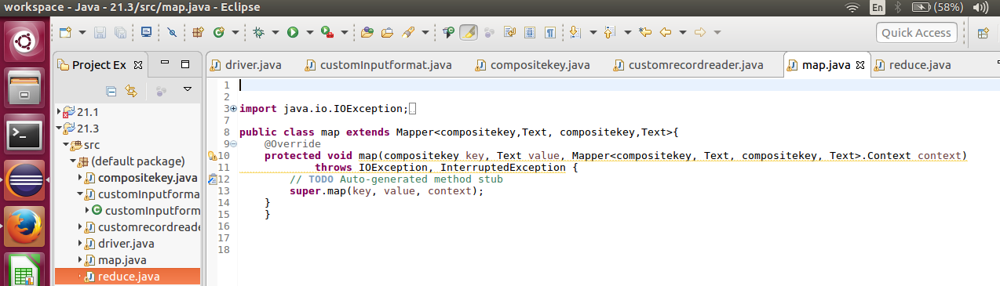 workspace - Java - 21.3/src/map.java - Eclipse
En
(58%)
Quick Access
Project Ex
driver.java
customInputformat.java
compositekey.java
customrecordreader.java
map.java
reduce.java
21.1
21.3
src
(default package)
compositekey.java
customInputforma
customInputform
customrecordreade
driver.java
map.java
reduce.java
1
2
3 import java.io.IOException;
7
8 public class map extends Mapper<compositekey,Text, compositekey,Text>{
9 @Override
10 protected void map(compositekey key, Text value, Mapper<compositekey, Text, compositekey, Text>.Context context)
11 throws IOException, InterruptedException {
12 // TODO Auto-generated method stub
13 super.map(key, value, context);
14 }
15 }
16
17
18